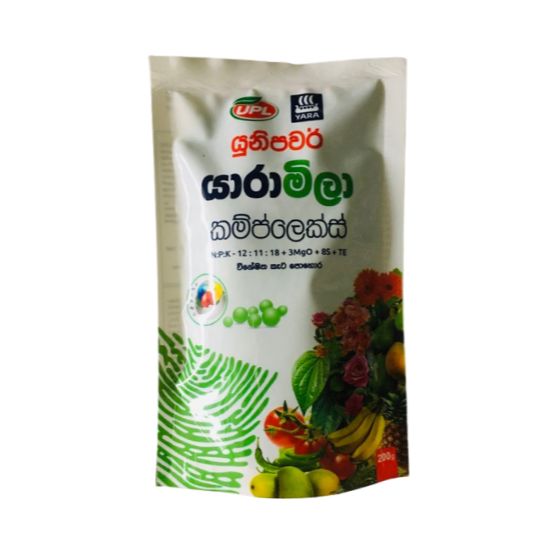 UPL
YARA
යුනිපවර්
யாராமිලා
කම්ප්ලෙක්ස්
N:P:K - 12 : 11 : 18 + 3MgO + 8S + TE
විශේෂිත කැට පොහොර
200g